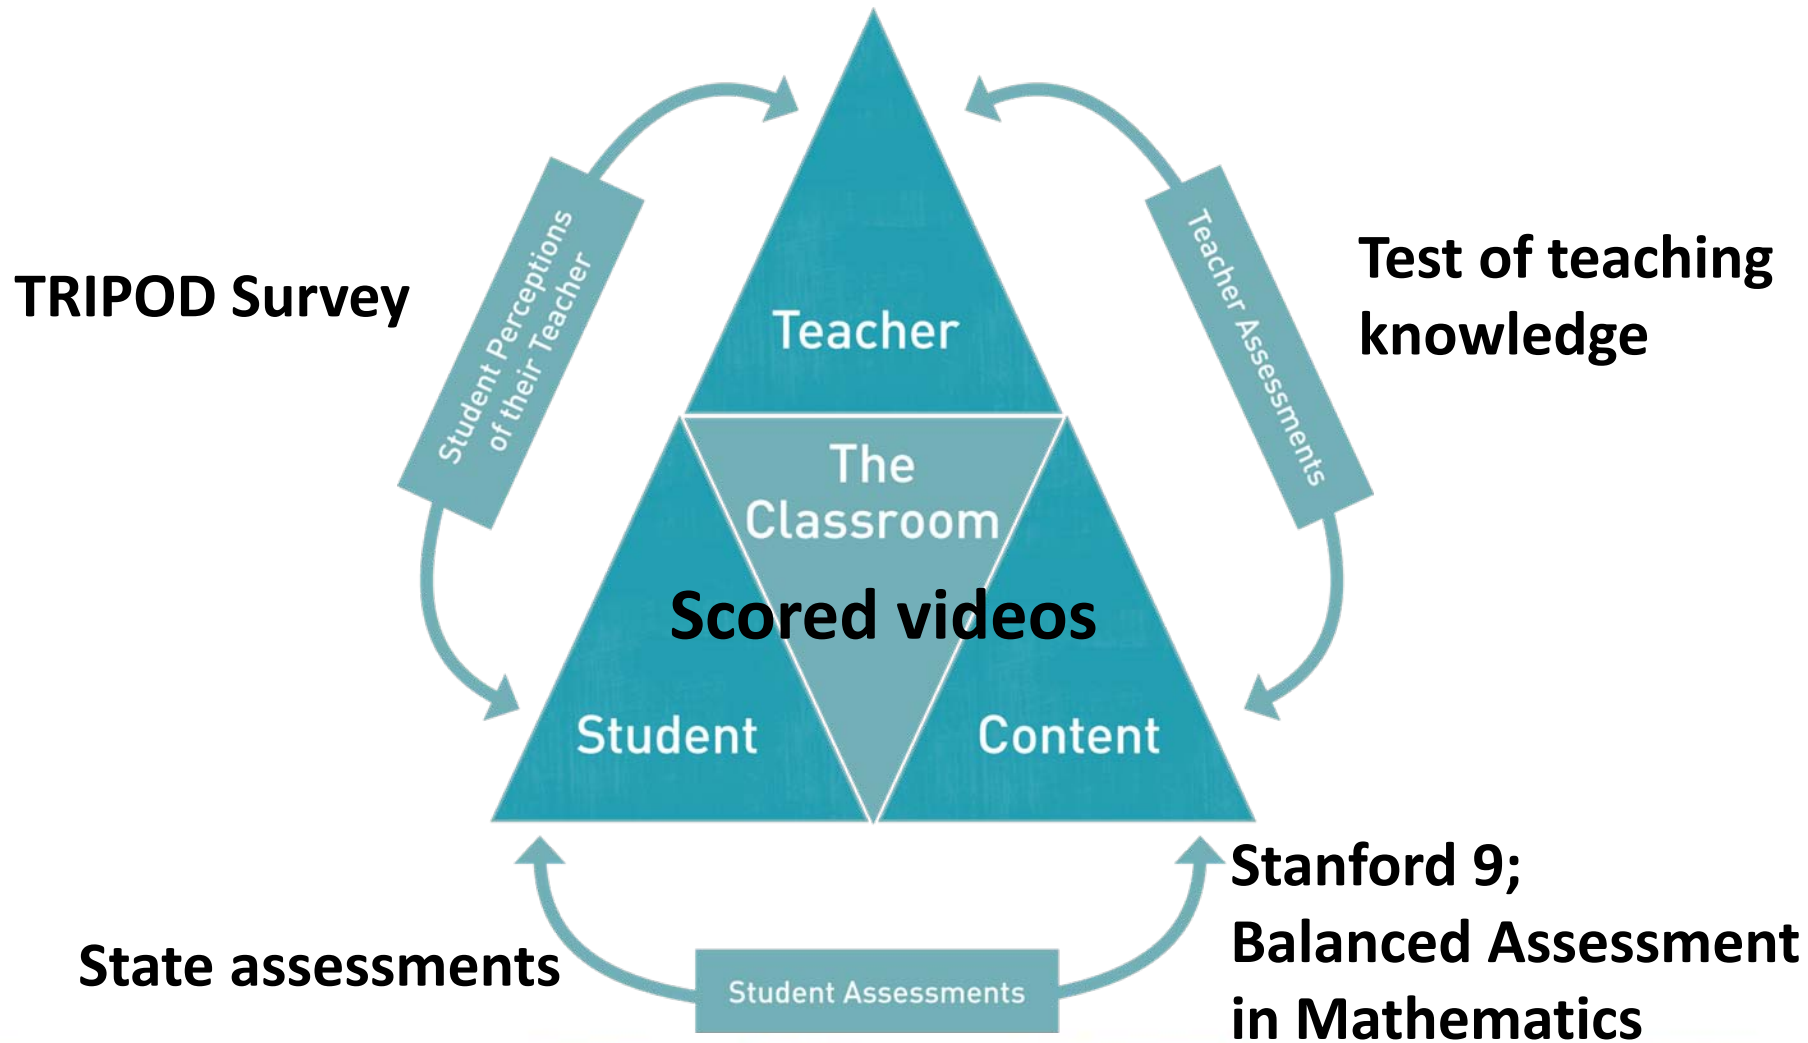 TRIPOD Survey
Student Perceptions
of their Teacher
Teacher
Teacher Assessments
Test of teaching
knowledge
The
Classroom
Scored videos
Student
Content
State assessments
Student Assessments
Stanford 9;
Balanced Assessment
in Mathematics